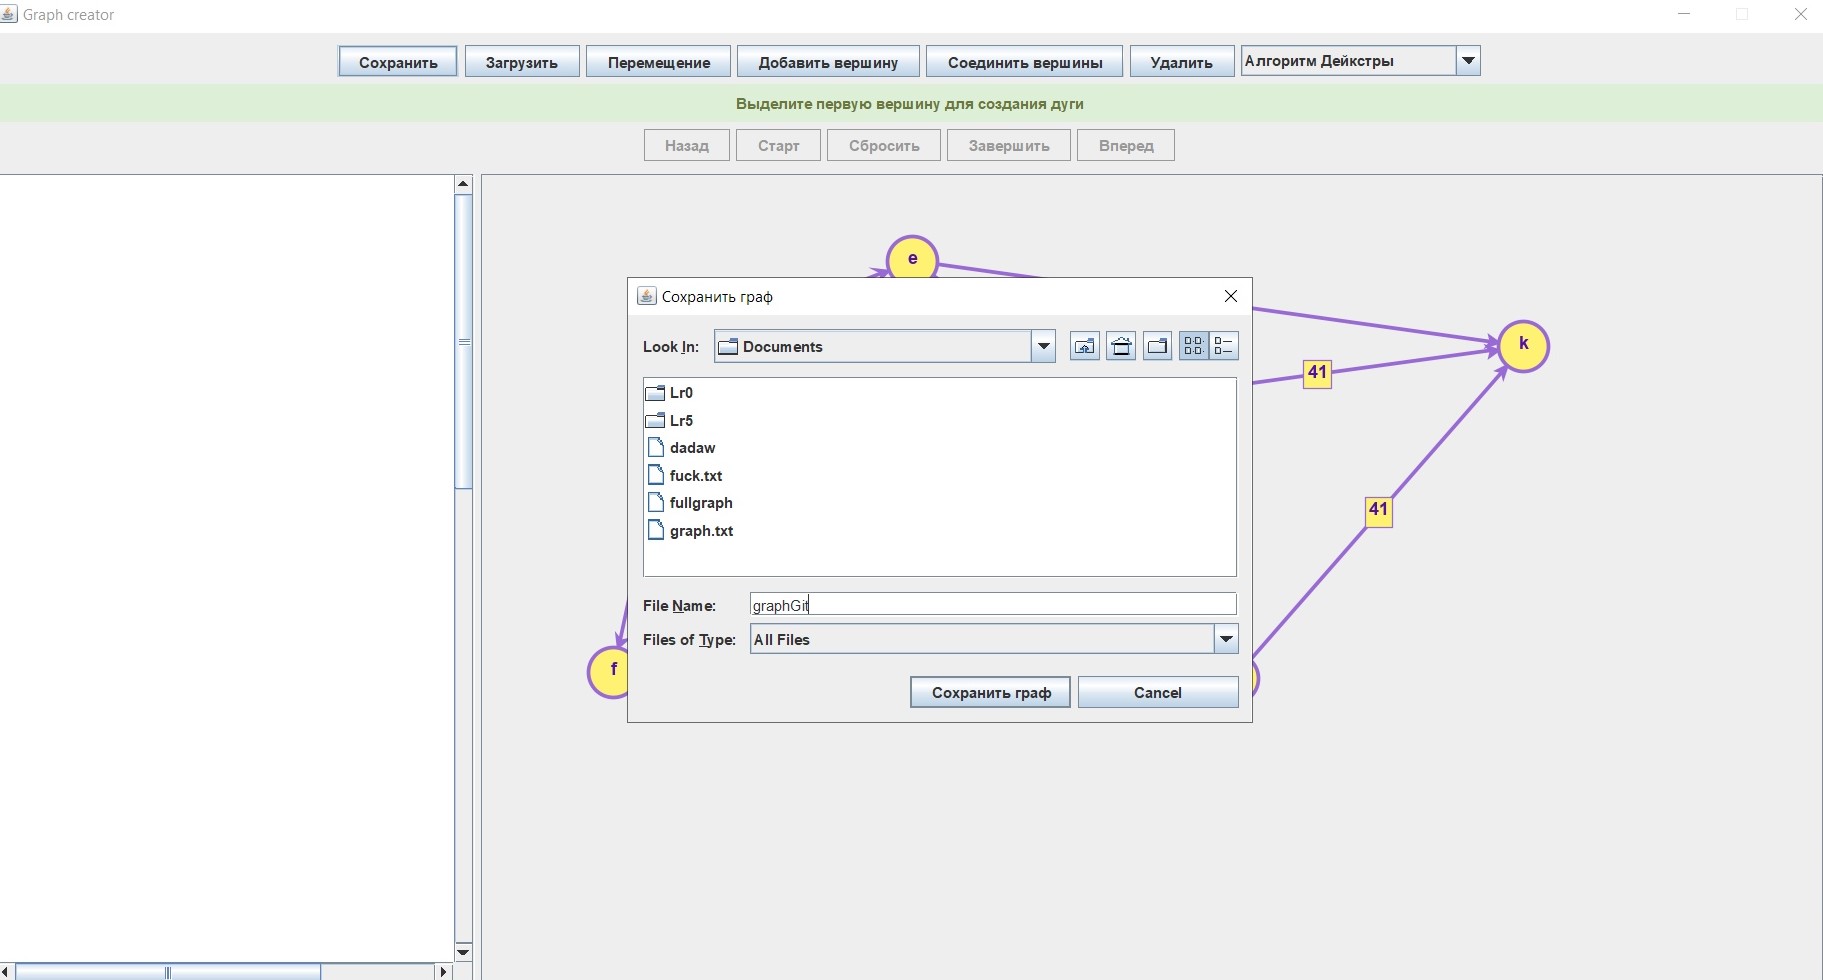 Graph creator
Сохранить Загрузить Перемещение Добавить вершину Соединить вершины Удалить Алгоритм Дейкстры
Выделите первую вершину для создания дуги
Назад Старт Сбросить Завершить Вперед
e
Сохранить граф
Look In: Documents
k
41
Lr0
Lr5
dadaw
fuck.txt
fullgraph
41
graph.txt
File Name: graphGit
Files of Type: All Files
f
Сохранить граф Cancel